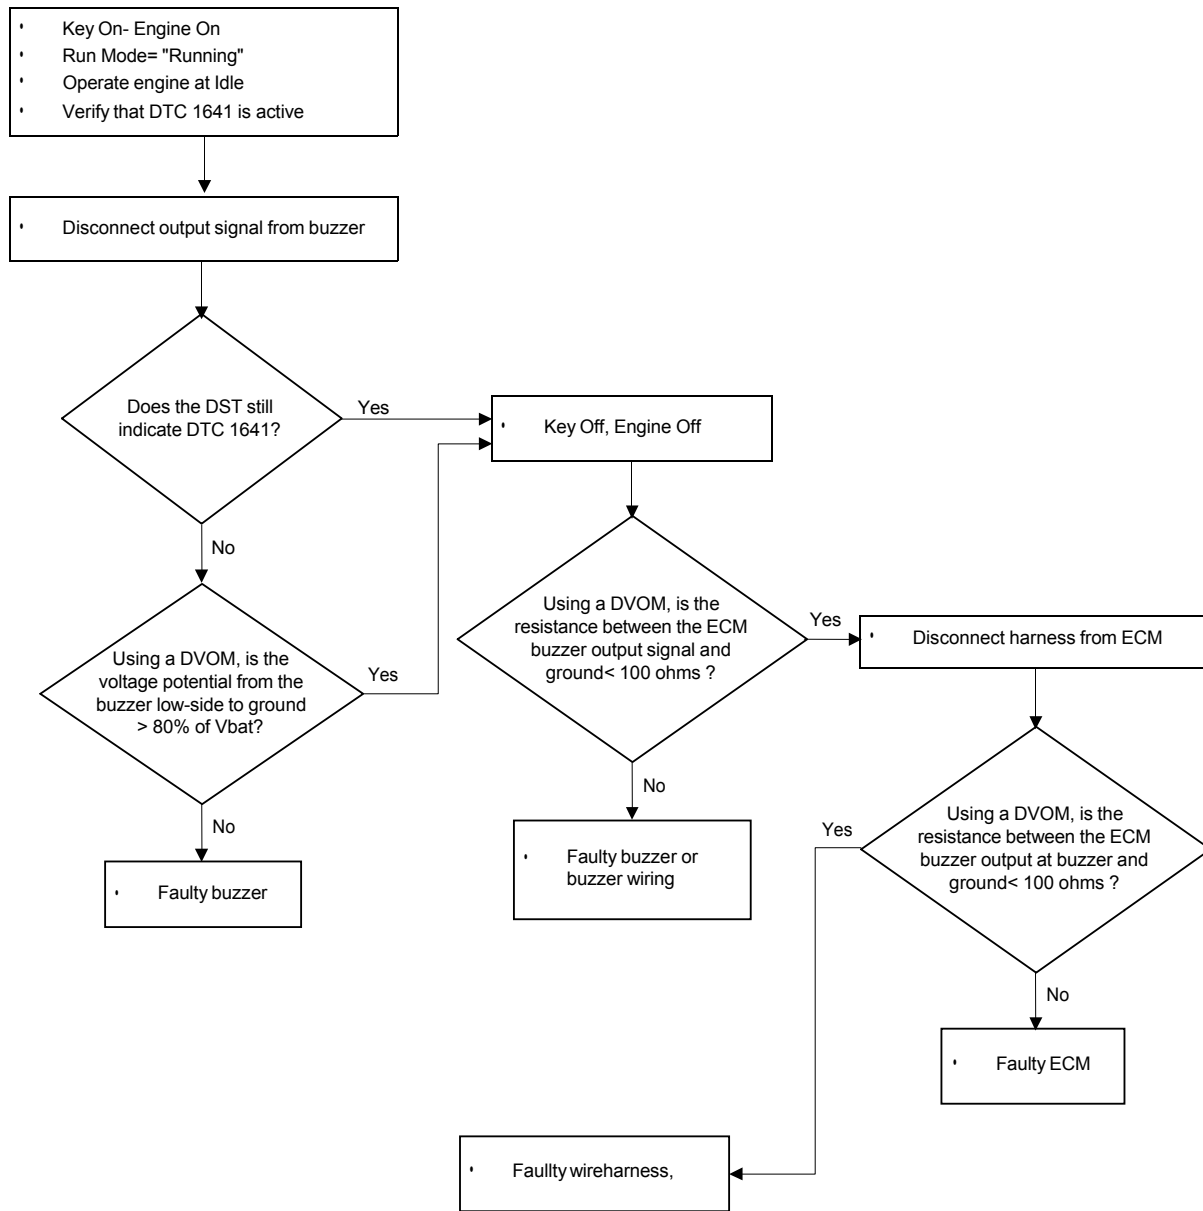 • Key On- Engine On
• Run Mode= "Running"
• Operate engine at Idle
• Verify that DTC 1641 is active
• Disconnect output signal from buzzer
Does the DST still
indicate DTC 1641?
Yes
No
• Key Off, Engine Off
Using a DVOM, is the
voltage potential from the
buzzer low-side to ground
> 80% of Vbat?
Yes
No
• Faulty buzzer
Using a DVOM, is the
resistance between the ECM
buzzer output signal and
ground< 100 ohms ?
Yes
No
• Faulty buzzer or
buzzer wiring
• Disconnect harness from ECM
Using a DVOM, is the
resistance between the ECM
buzzer output at buzzer and
ground< 100 ohms ?
Yes
No
• Faulty ECM
• Faullty wireharness,